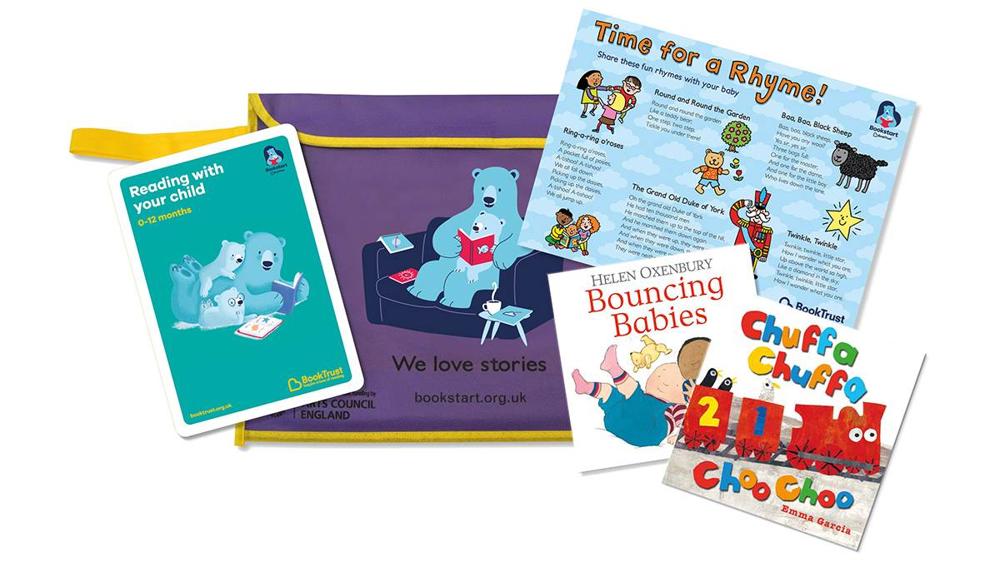 Reading with
your child
0-12 months
Bookstart
BookTrust
BookTrust
Inspire a love of reading
booktrust.org.uk
We love stories
bookstart.org.uk
ARTS COUNCIL
ENGLAND
Time for a Rhyme!
Share these fun rhymes with your baby
Bookstart
BookTrust
Ring-a-ring o'roses
Ring-a-ring o'roses,
A pocket full of posies,
A-tishoo! A-tishoo!
We all fall down.
Picking up the daisies,
Picking up the daisies,
A-tishoo! A-tishoo!
We all jump up.
Round and Round the Garden
Round and round the garden
Like a teddy bear;
One step, two step,
Tickle you under there!
The Grand Old Duke of York
Oh the grand old Duke of York
He had ten thousand men
He marched them up to the top of the hill,
And he marched them down again
And when they were up, they were
And when they were down, they were
And when they were only
They were
Baa, Baa, Black Sheep
Baa, baa, black sheep,
Have you any wool?
Yes sir, yes sir,
Three bags full:
One for the master,
And one for the dame,
And one for the little boy
Who lives down the lane.
Twinkle, Twinkle
Twinkle, twinkle, little star,
How I wonder what you are,
Up above the world so high,
Like a diamond in the sky;
Twinkle, twinkle, little star,
How I wonder what you are.
BookTrust
HELEN OXENBURY
Bouncing
Babies
Chuffa
Chuffa
2 1
Choo Choo
Emma Garcia